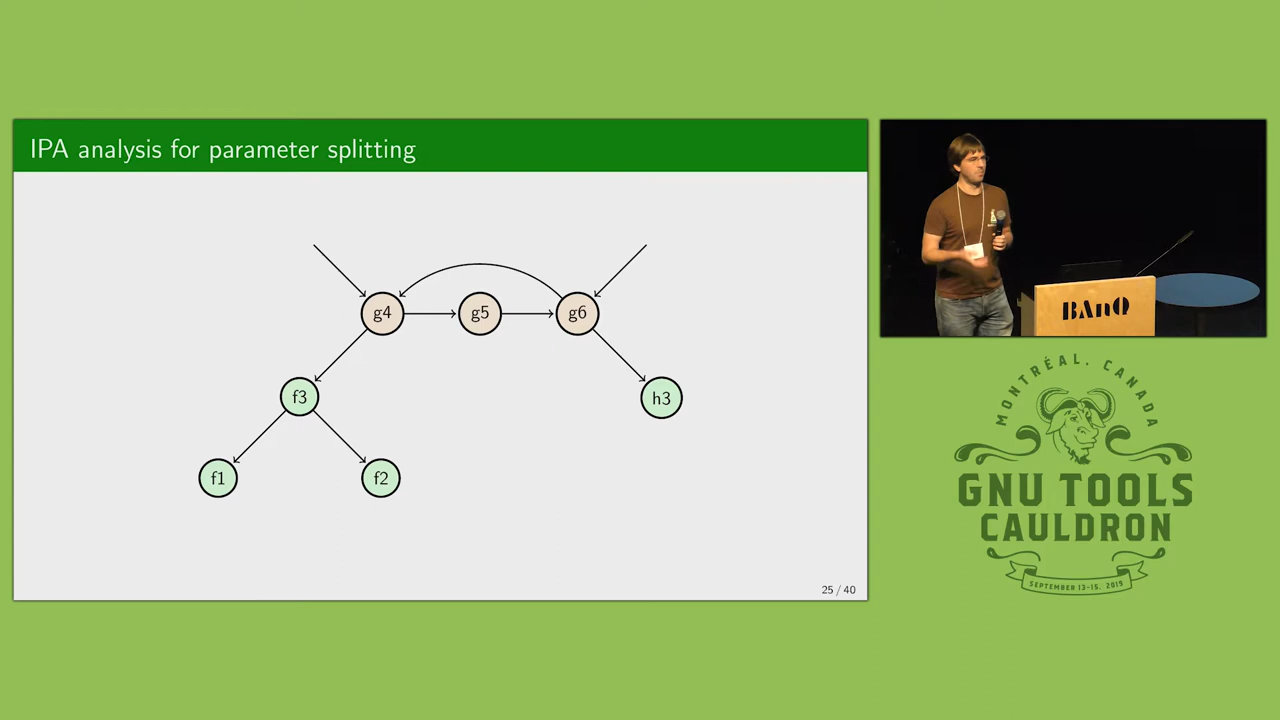 IPA analysis for parameter splitting
g4
g5
g6
f3
h3
f1
f2
25 / 40
BAnQ
MONTRÉAL, CANADA
GNU TOOLS
CAULDRON
SEPTEMBER 13-15, 2019